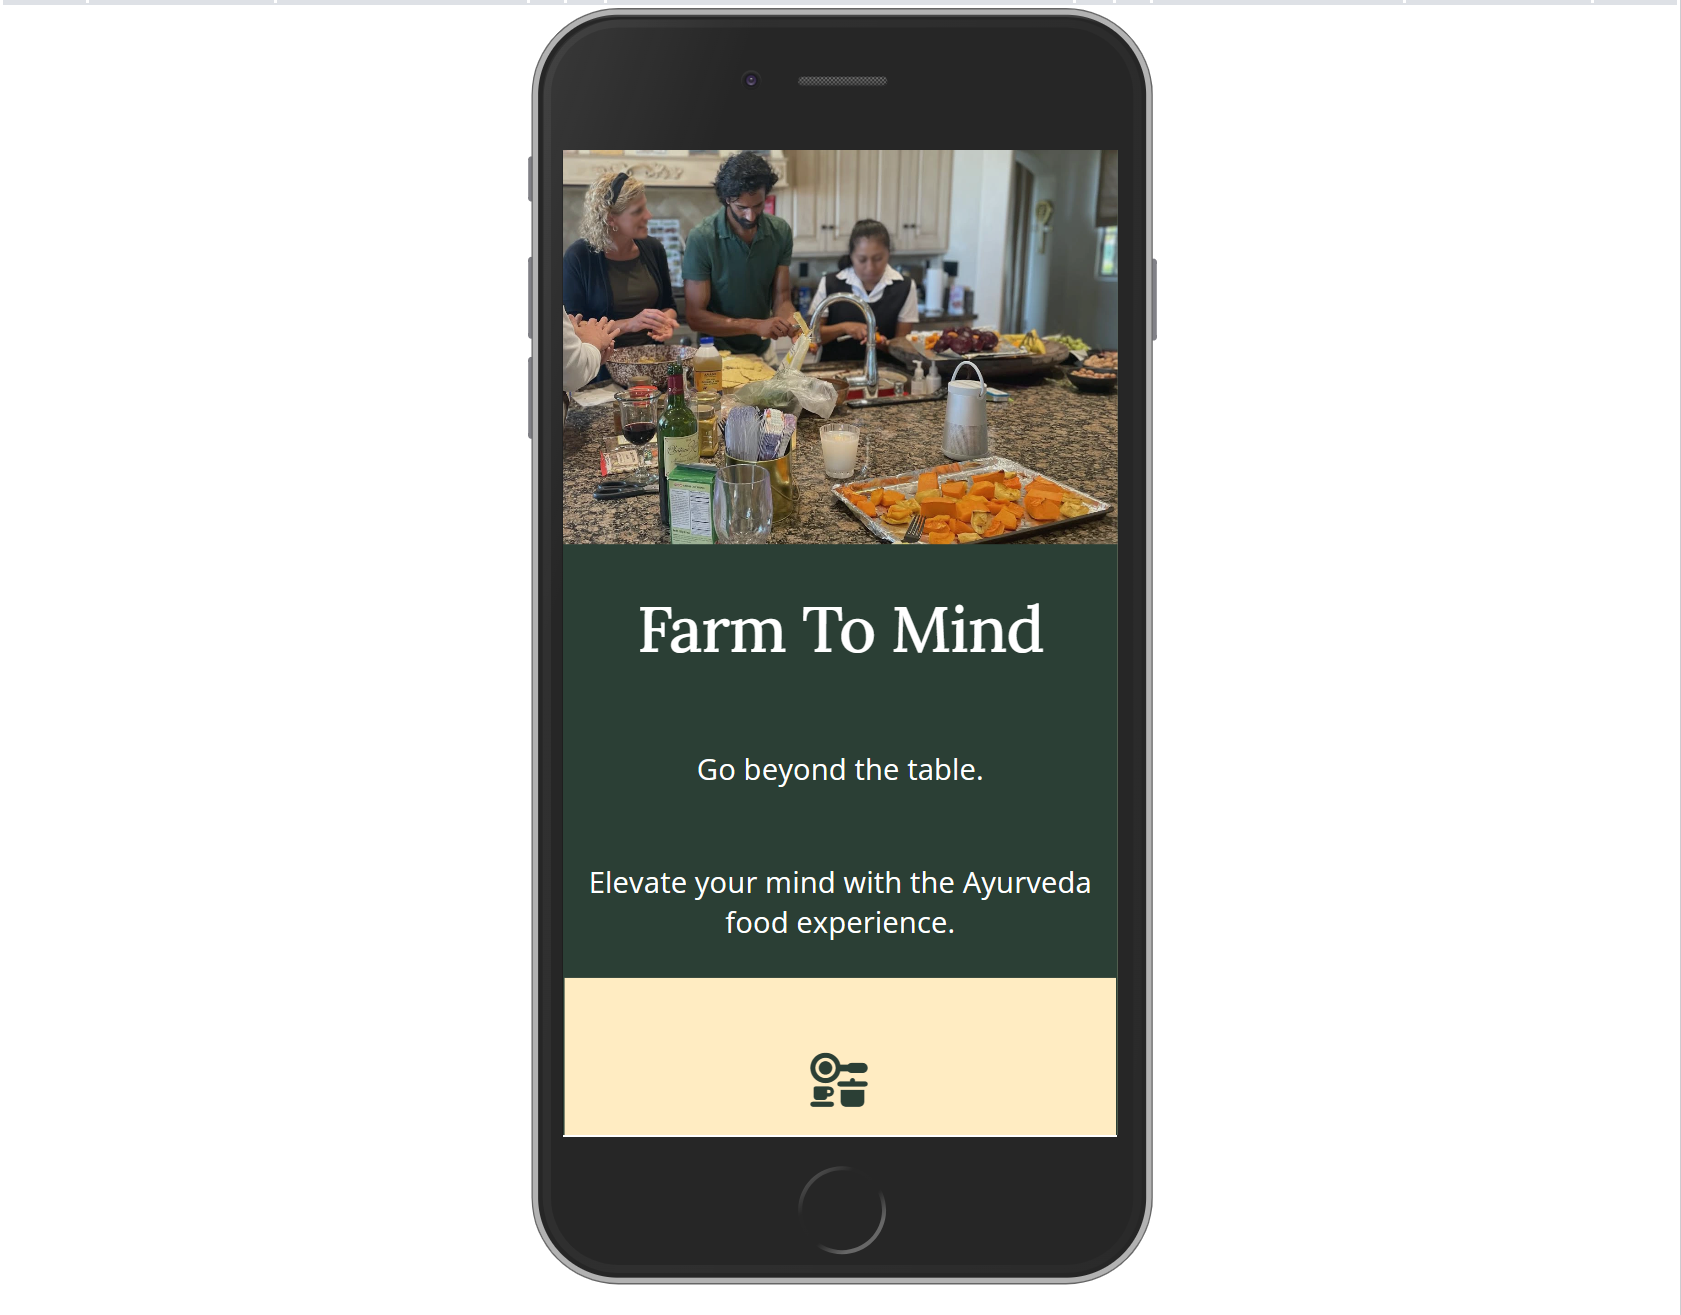 Farm To Mind
Go beyond the table.
Elevate your mind with the Ayurveda
food experience.